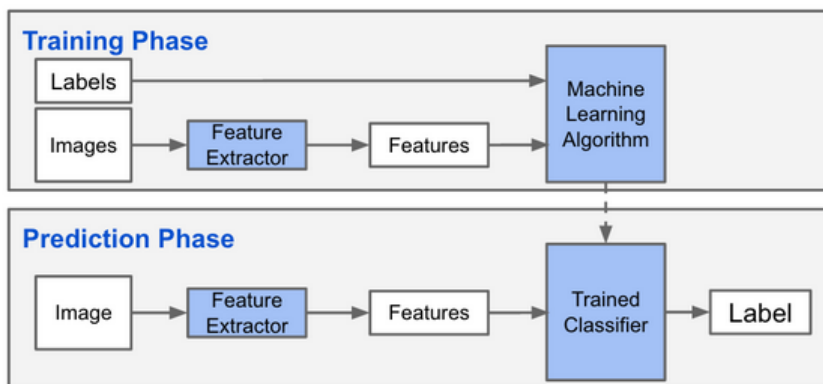 Training Phase
Labels
Images
Feature
Extractor
Features
Machine
Learning
Algorithm
Prediction Phase
Image
Feature
Extractor
Features
Trained
Classifier
Label